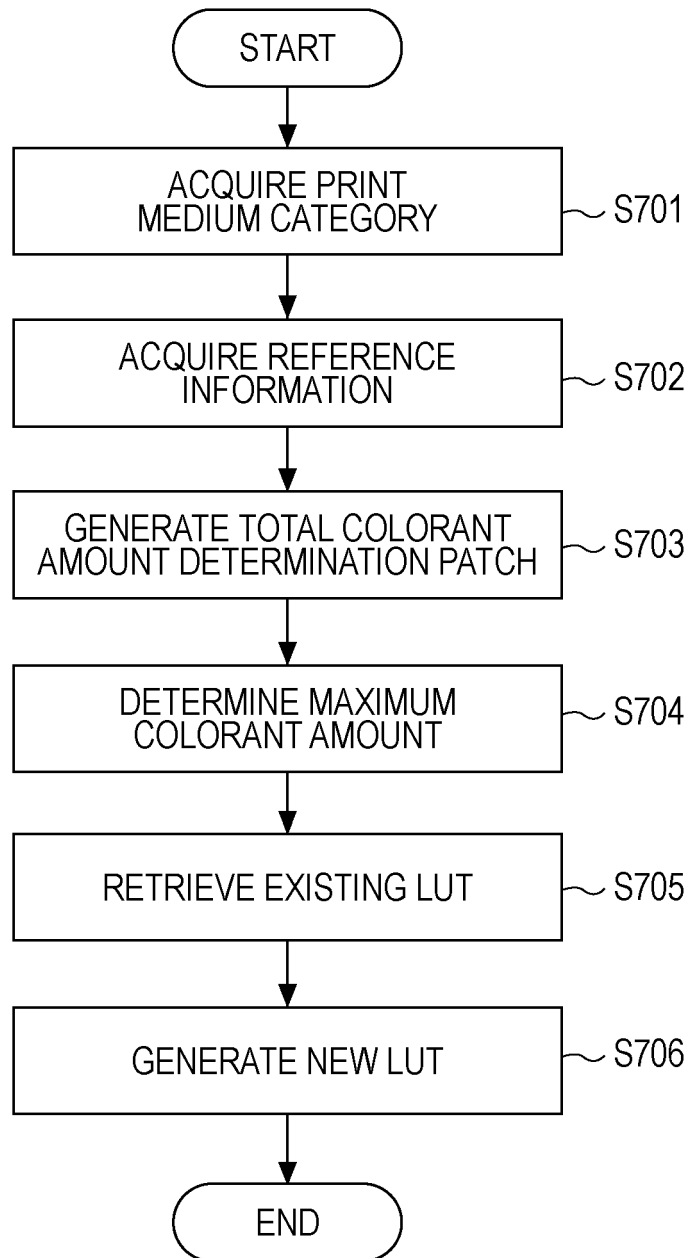 START
ACQUIRE PRINT
MEDIUM CATEGORY
S701
ACQUIRE REFERENCE
INFORMATION
S702
GENERATE TOTAL COLORANT
AMOUNT DETERMINATION PATCH
S703
DETERMINE MAXIMUM
COLORANT AMOUNT
S704
RETRIEVE EXISTING LUT
S705
GENERATE NEW LUT
S706
END